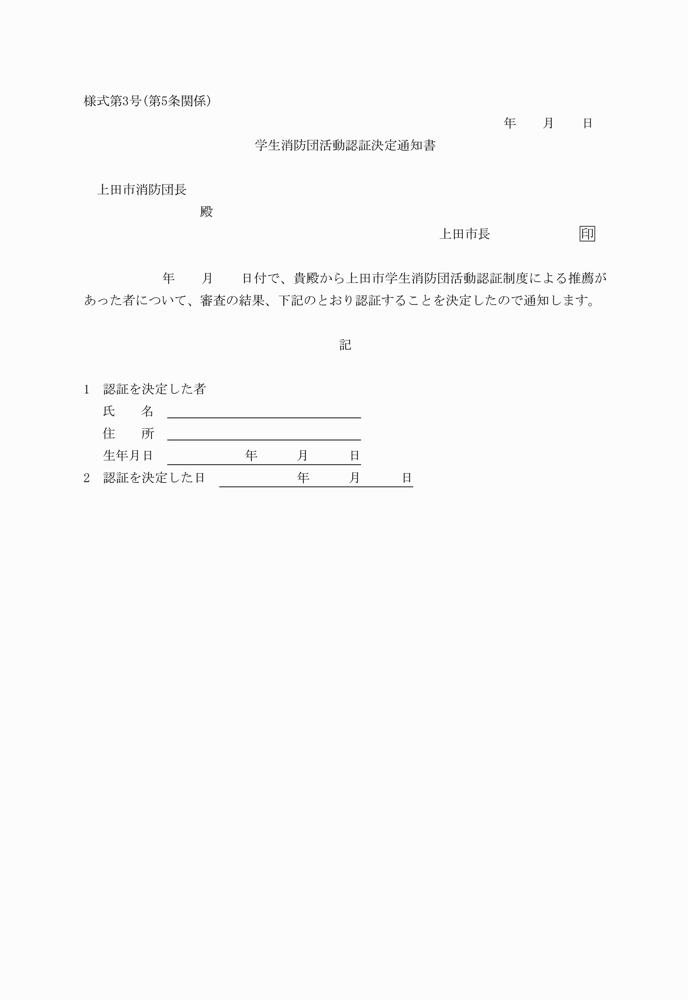 様式第3号(第5条関係)
年　　月　　日
学生消防団活動認証決定通知書
上田市消防団長
殿
上田市長　　　　　　　印
年　　月　　日付で、貴殿から上田市学生消防団活動認証制度による推薦が
あった者について、審査の結果、下記のとおり認証することを決定したので通知します。
記
1　認証を決定した者
氏　　名
住　　所
生年月日　　　　　　　年　　　月　　　日
2　認証を決定した日　　　　　　　年　　　月　　　日